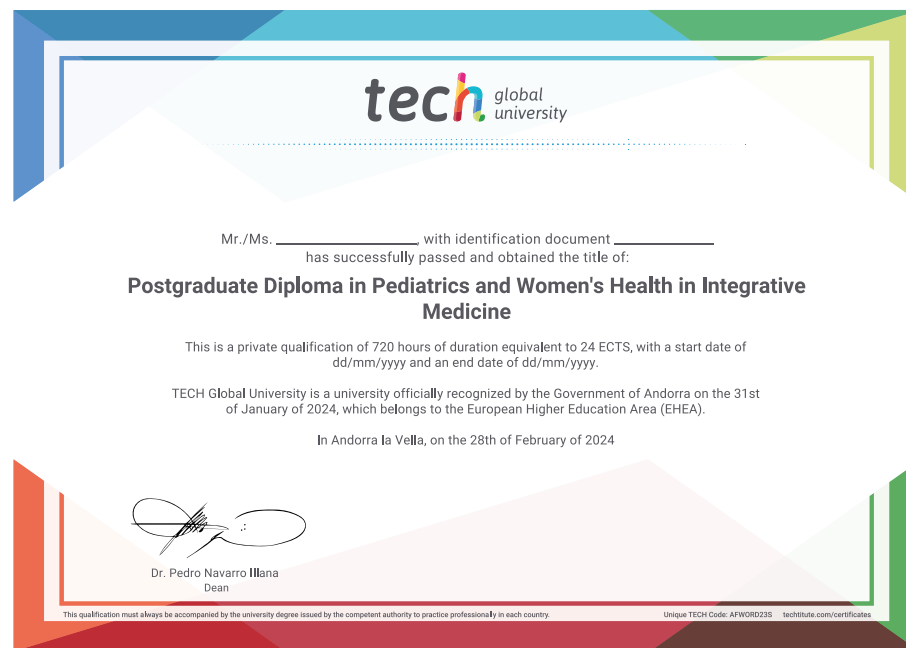 tech global
university
Mr./Ms. ________________, with identification document ____________
has successfully passed and obtained the title of:
Postgraduate Diploma in Pediatrics and Women's Health in Integrative
Medicine
This is a private qualification of 720 hours of duration equivalent to 24 ECTS, with a start date of
dd/mm/yyyy and an end date of dd/mm/yyyy.
TECH Global University is a university officially recognized by the Government of Andorra on the 31st
of January of 2024, which belongs to the European Higher Education Area (EHEA).
In Andorra la Vella, on the 28th of February of 2024
Dr. Pedro Navarro Illana
Dean
This qualification must always be accompanied by the university degree issued by the competent authority to practice professionally in each country.
Unique TECH Code: AFWORD23S techtitute.com/certificates